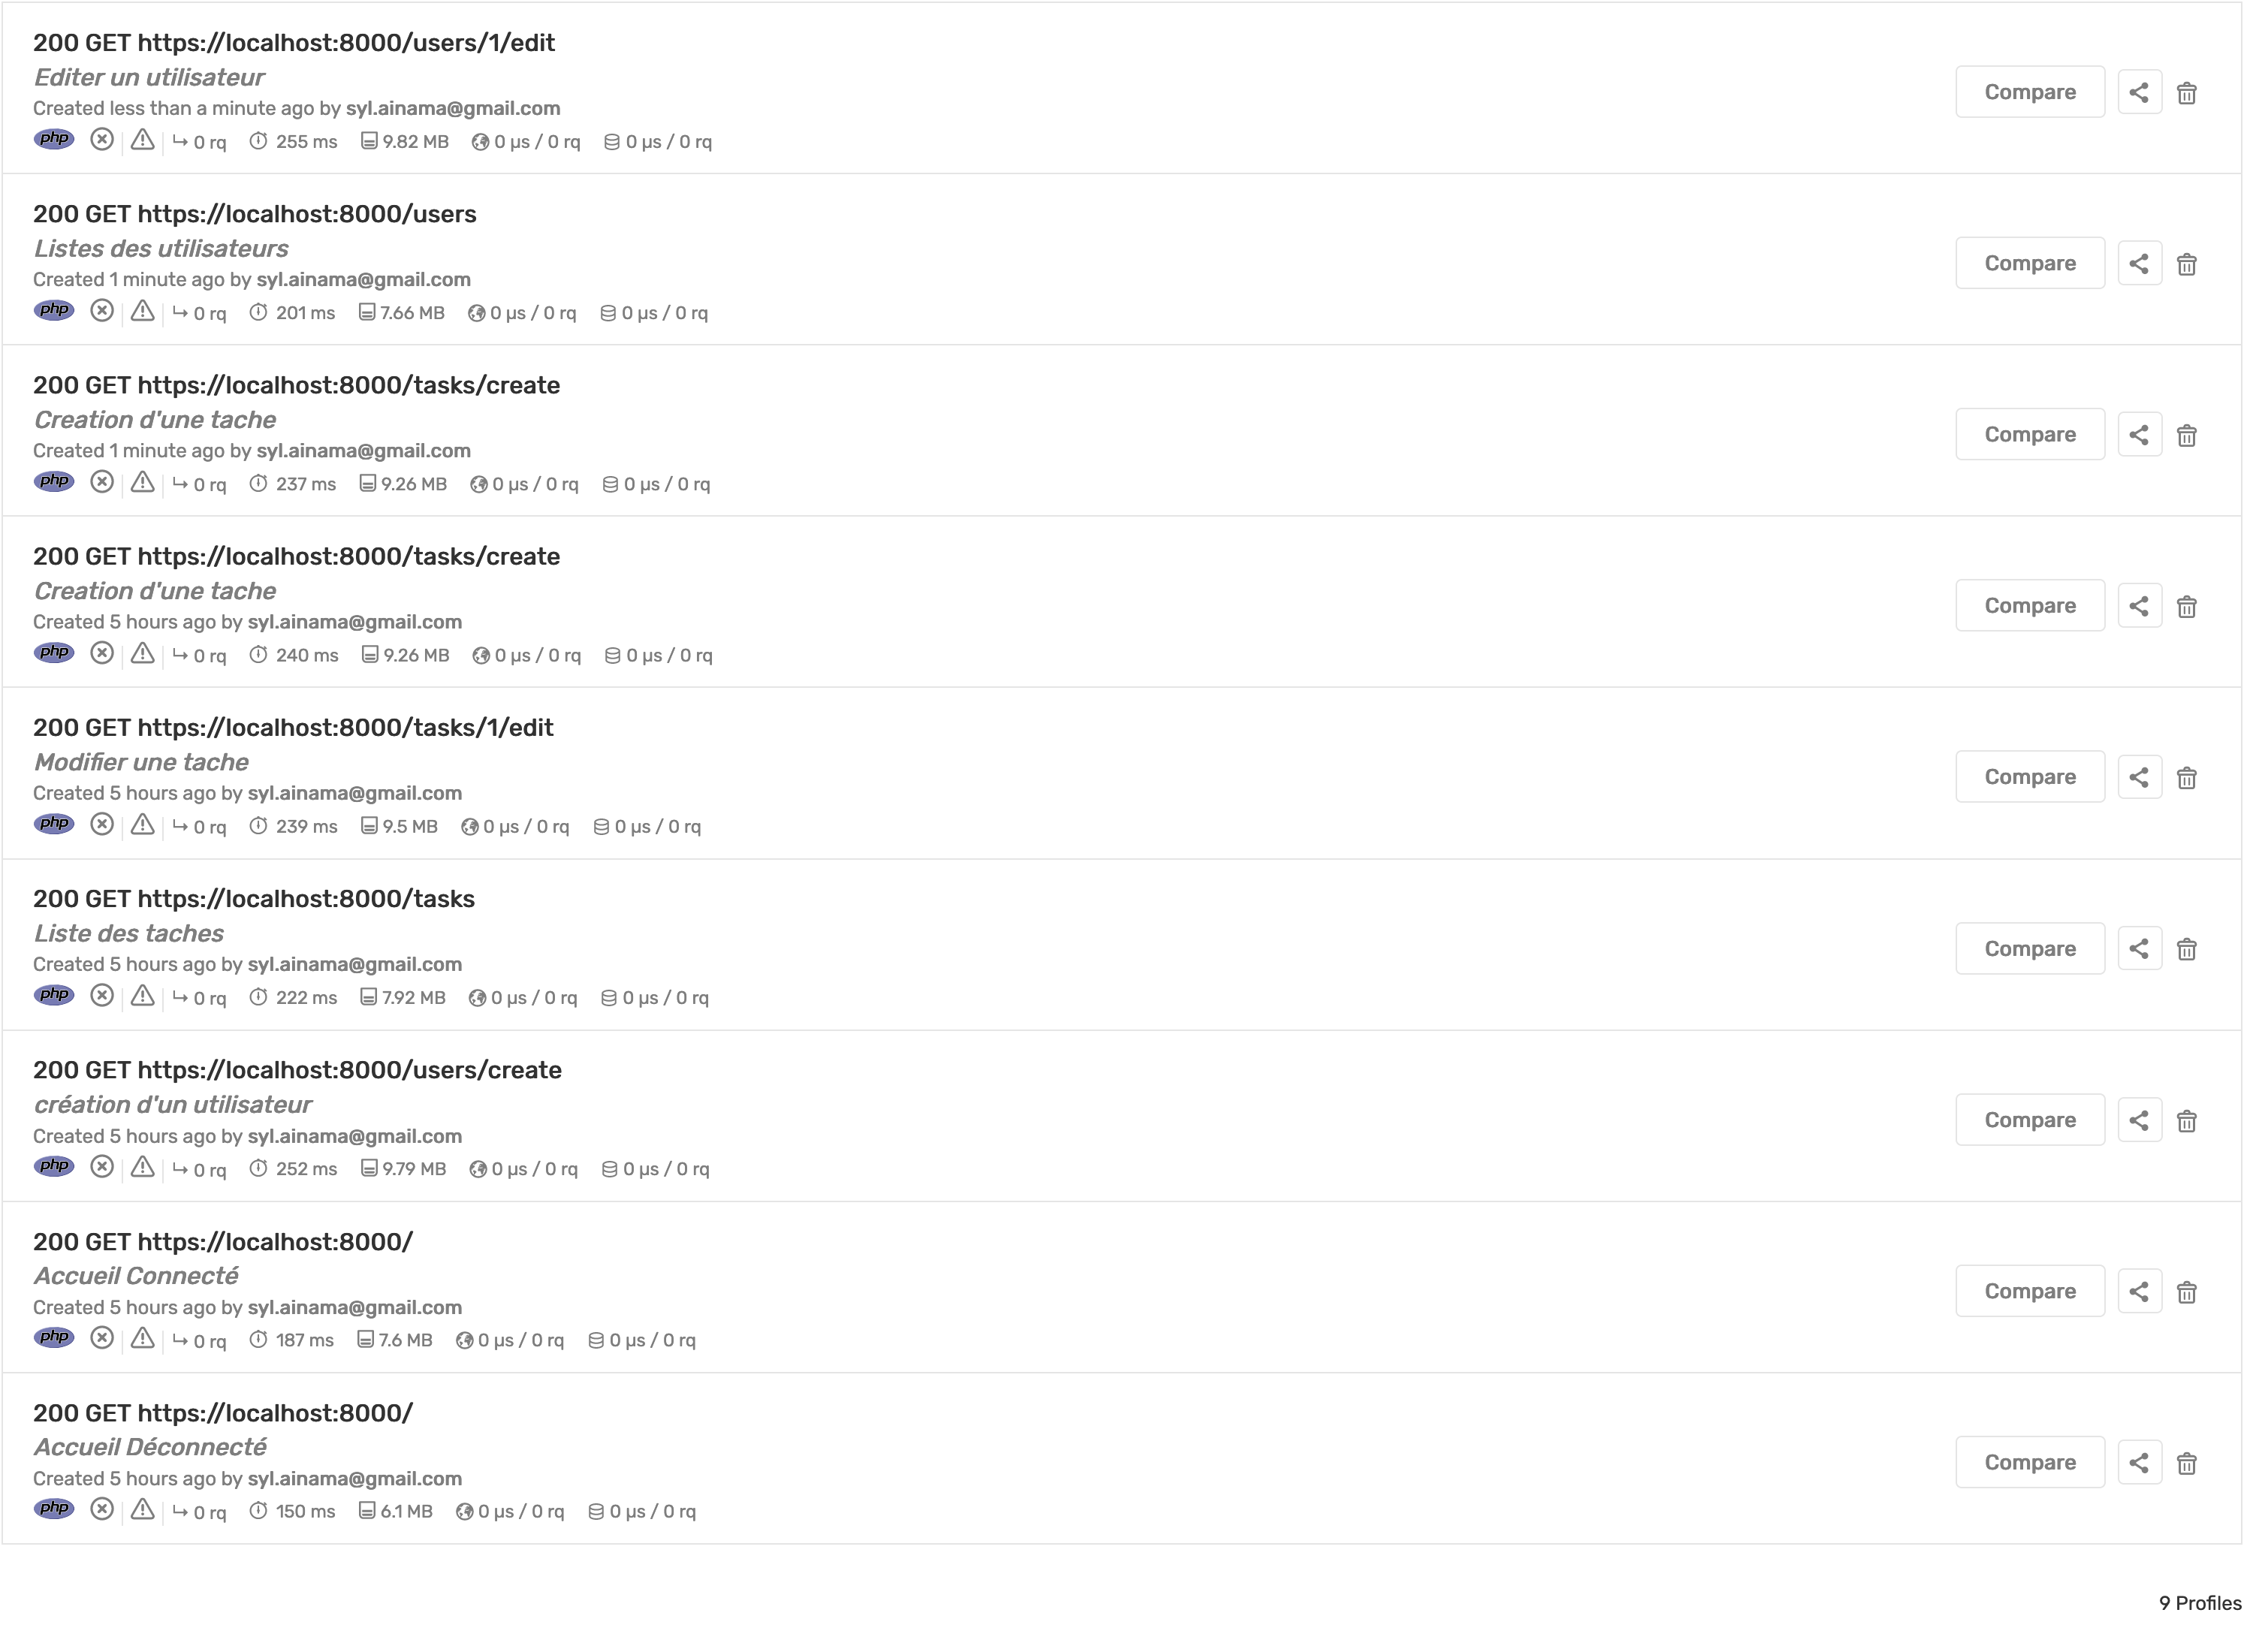 200 GET https://localhost:8000/users/1/edit
Editer un utilisateur
Compare
Created less than a minute ago by syl.ainama@gmail.com
php 0 rq 255 ms 9.82 MB 0 µs / 0 rq 0 µs / 0 rq
200 GET https://localhost:8000/users
Listes des utilisateurs
Compare
Created 1 minute ago by syl.ainama@gmail.com
php 0 rq 201 ms 7.66 MB 0 µs / 0 rq 0 µs / 0 rq
200 GET https://localhost:8000/tasks/create
Creation d'une tache
Compare
Created 1 minute ago by syl.ainama@gmail.com
php 0 rq 237 ms 9.26 MB 0 µs / 0 rq 0 µs / 0 rq
200 GET https://localhost:8000/tasks/create
Creation d'une tache
Compare
Created 5 hours ago by syl.ainama@gmail.com
php 0 rq 240 ms 9.26 MB 0 µs / 0 rq 0 µs / 0 rq
200 GET https://localhost:8000/tasks/1/edit
Modifier une tache
Compare
Created 5 hours ago by syl.ainama@gmail.com
php 0 rq 239 ms 9.5 MB 0 µs / 0 rq 0 µs / 0 rq
200 GET https://localhost:8000/tasks
Liste des taches
Compare
Created 5 hours ago by syl.ainama@gmail.com
php 0 rq 222 ms 7.92 MB 0 µs / 0 rq 0 µs / 0 rq
200 GET https://localhost:8000/users/create
création d'un utilisateur
Compare
Created 5 hours ago by syl.ainama@gmail.com
php 0 rq 252 ms 9.79 MB 0 µs / 0 rq 0 µs / 0 rq
200 GET https://localhost:8000/
Accueil Connecté
Compare
Created 5 hours ago by syl.ainama@gmail.com
php 0 rq 187 ms 7.6 MB 0 µs / 0 rq 0 µs / 0 rq
200 GET https://localhost:8000/
Accueil Déconnecté
Compare
Created 5 hours ago by syl.ainama@gmail.com
php 0 rq 150 ms 6.1 MB 0 µs / 0 rq 0 µs / 0 rq
9 Profiles